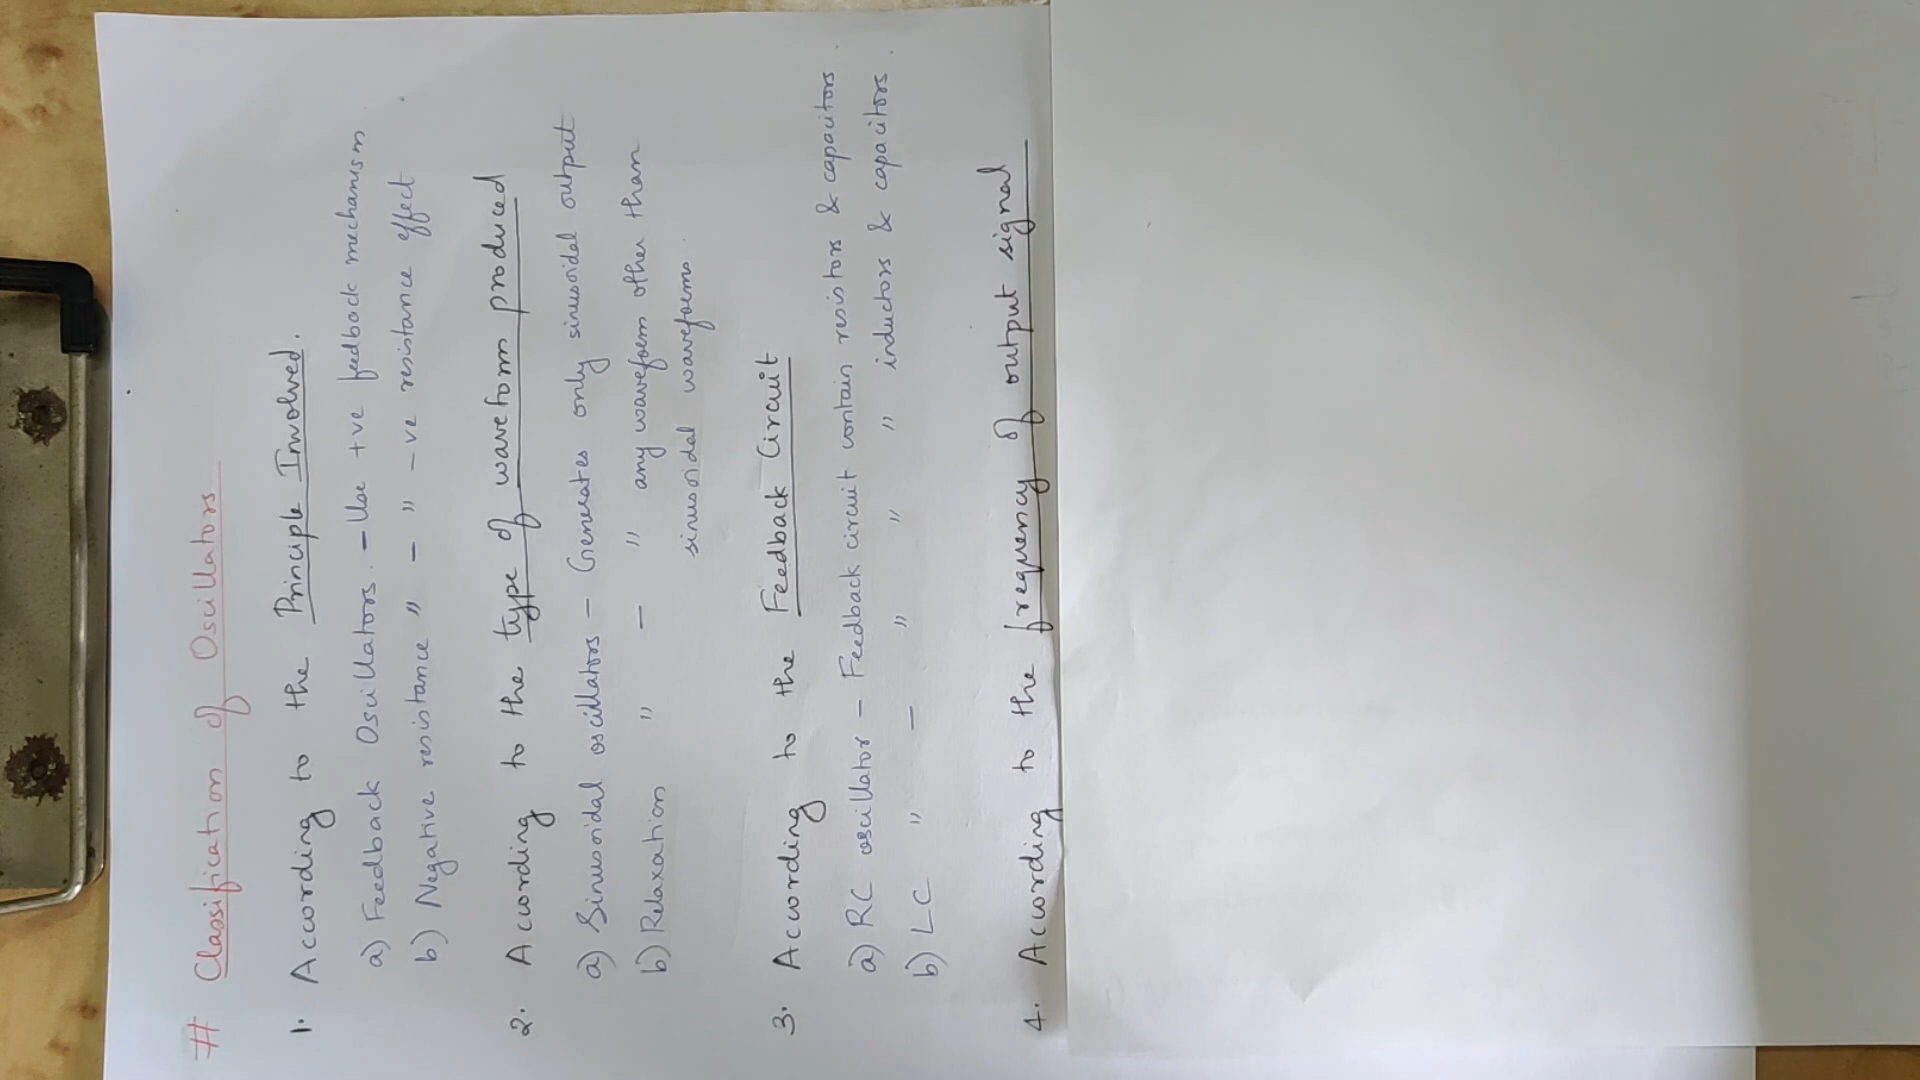 # Classification of Oscillators
1. According to the Principle Involved.
a) Feedback Oscillators. - Use +ve feedback mechanism
b) Negative resistance " - " -ve resistance effect
2. According to the type of waveform produced
a) Sinusoidal oscillators - Generates only sinusoidal output
b) Relaxation " - " any waveform other than
sinusoidal waveforms.
3. According to the Feedback Circuit
a) RC oscillator - Feedback circuit contain resistors & capacitors.
b) LC " - " " " inductors & capacitors.
4. According to the frequency of output signal